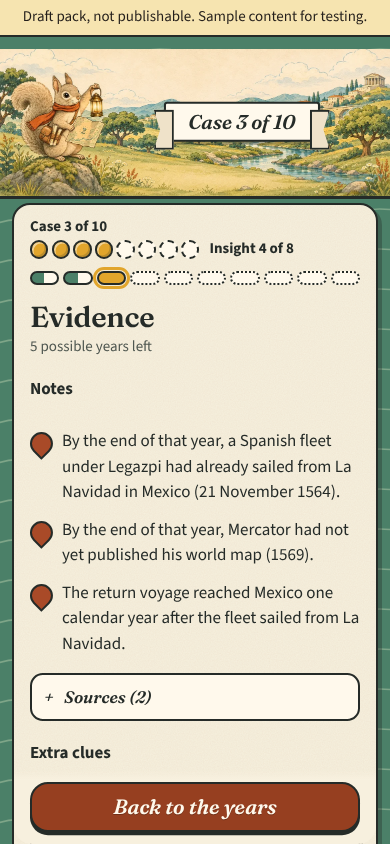 Draft pack, not publishable. Sample content for testing.
Case 3 of 10
Case 3 of 10
Insight 4 of 8
Evidence
5 possible years left
Notes
By the end of that year, a Spanish fleet
under Legazpi had already sailed from La
Navidad in Mexico (21 November 1564).
By the end of that year, Mercator had not
yet published his world map (1569).
The return voyage reached Mexico one
calendar year after the fleet sailed from La
Navidad.
+ Sources (2)
Extra clues
Back to the years